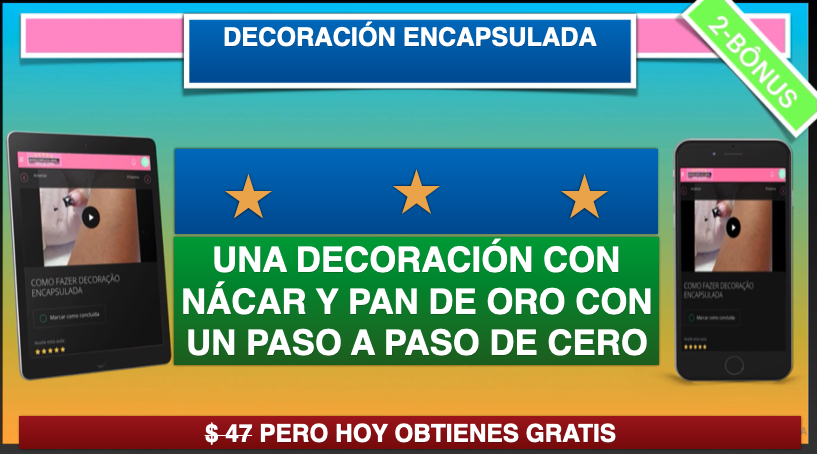 DECORACIÓN ENCAPSULADA
2-BÔNUS
UNA DECORACIÓN CON
NÁCAR Y PAN DE ORO CON
UN PASO A PASO DE CERO
COMO FAZER DECORAÇÃO
ENCAPSULADA
Marcar como concluída
COMO FAZER DECORAÇÃO
ENCAPSULADA
Marcar como concluída
$ 47 PERO HOY OBTIENES GRATIS